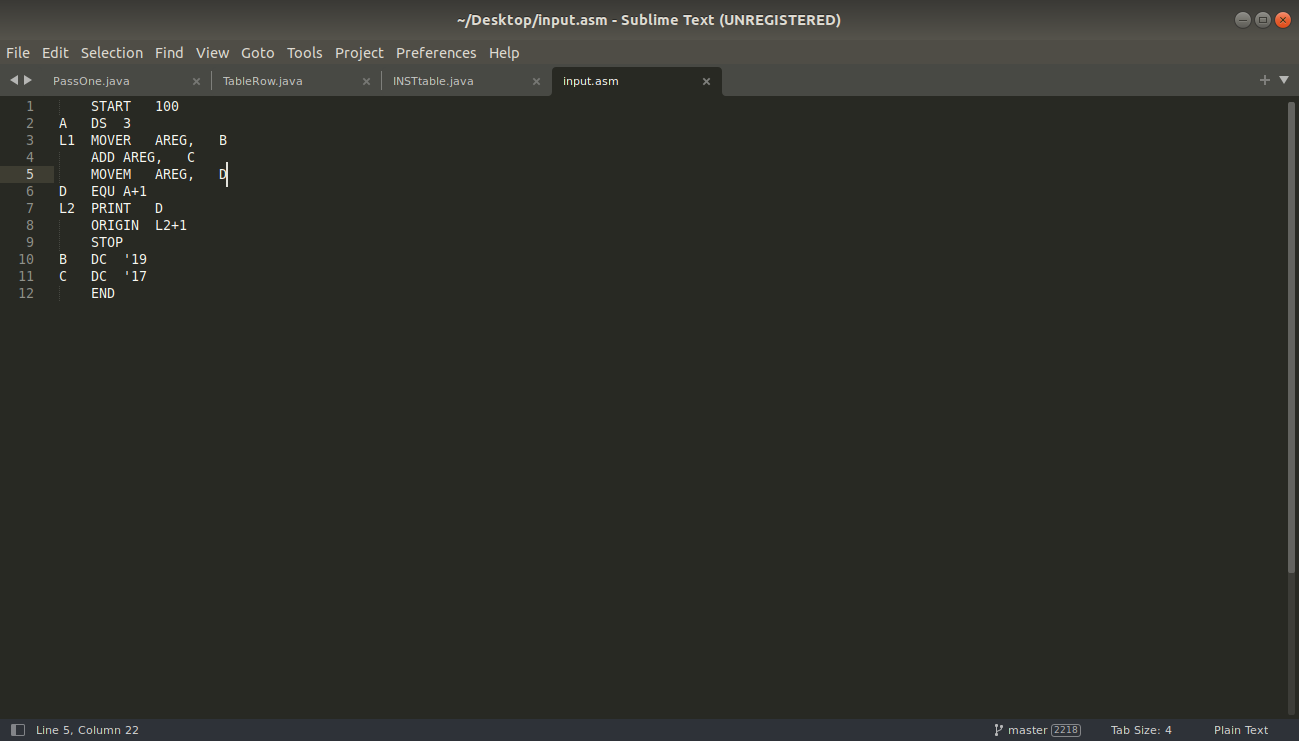 ~/Desktop/input.asm - Sublime Text (UNREGISTERED)
File Edit Selection Find View Goto Tools Project Preferences Help
PassOne.java × TableRow.java × INSTtable.java × input.asm ×
1 START 100
2 A DS 3
3 L1 MOVER AREG, B
4 ADD AREG, C
5 MOVEM AREG, D
6 D EQU A+1
7 L2 PRINT D
8 ORIGIN L2+1
9 STOP
10 B DC '19
11 C DC '17
12 END
Line 5, Column 22 master 2218 Tab Size: 4 Plain Text